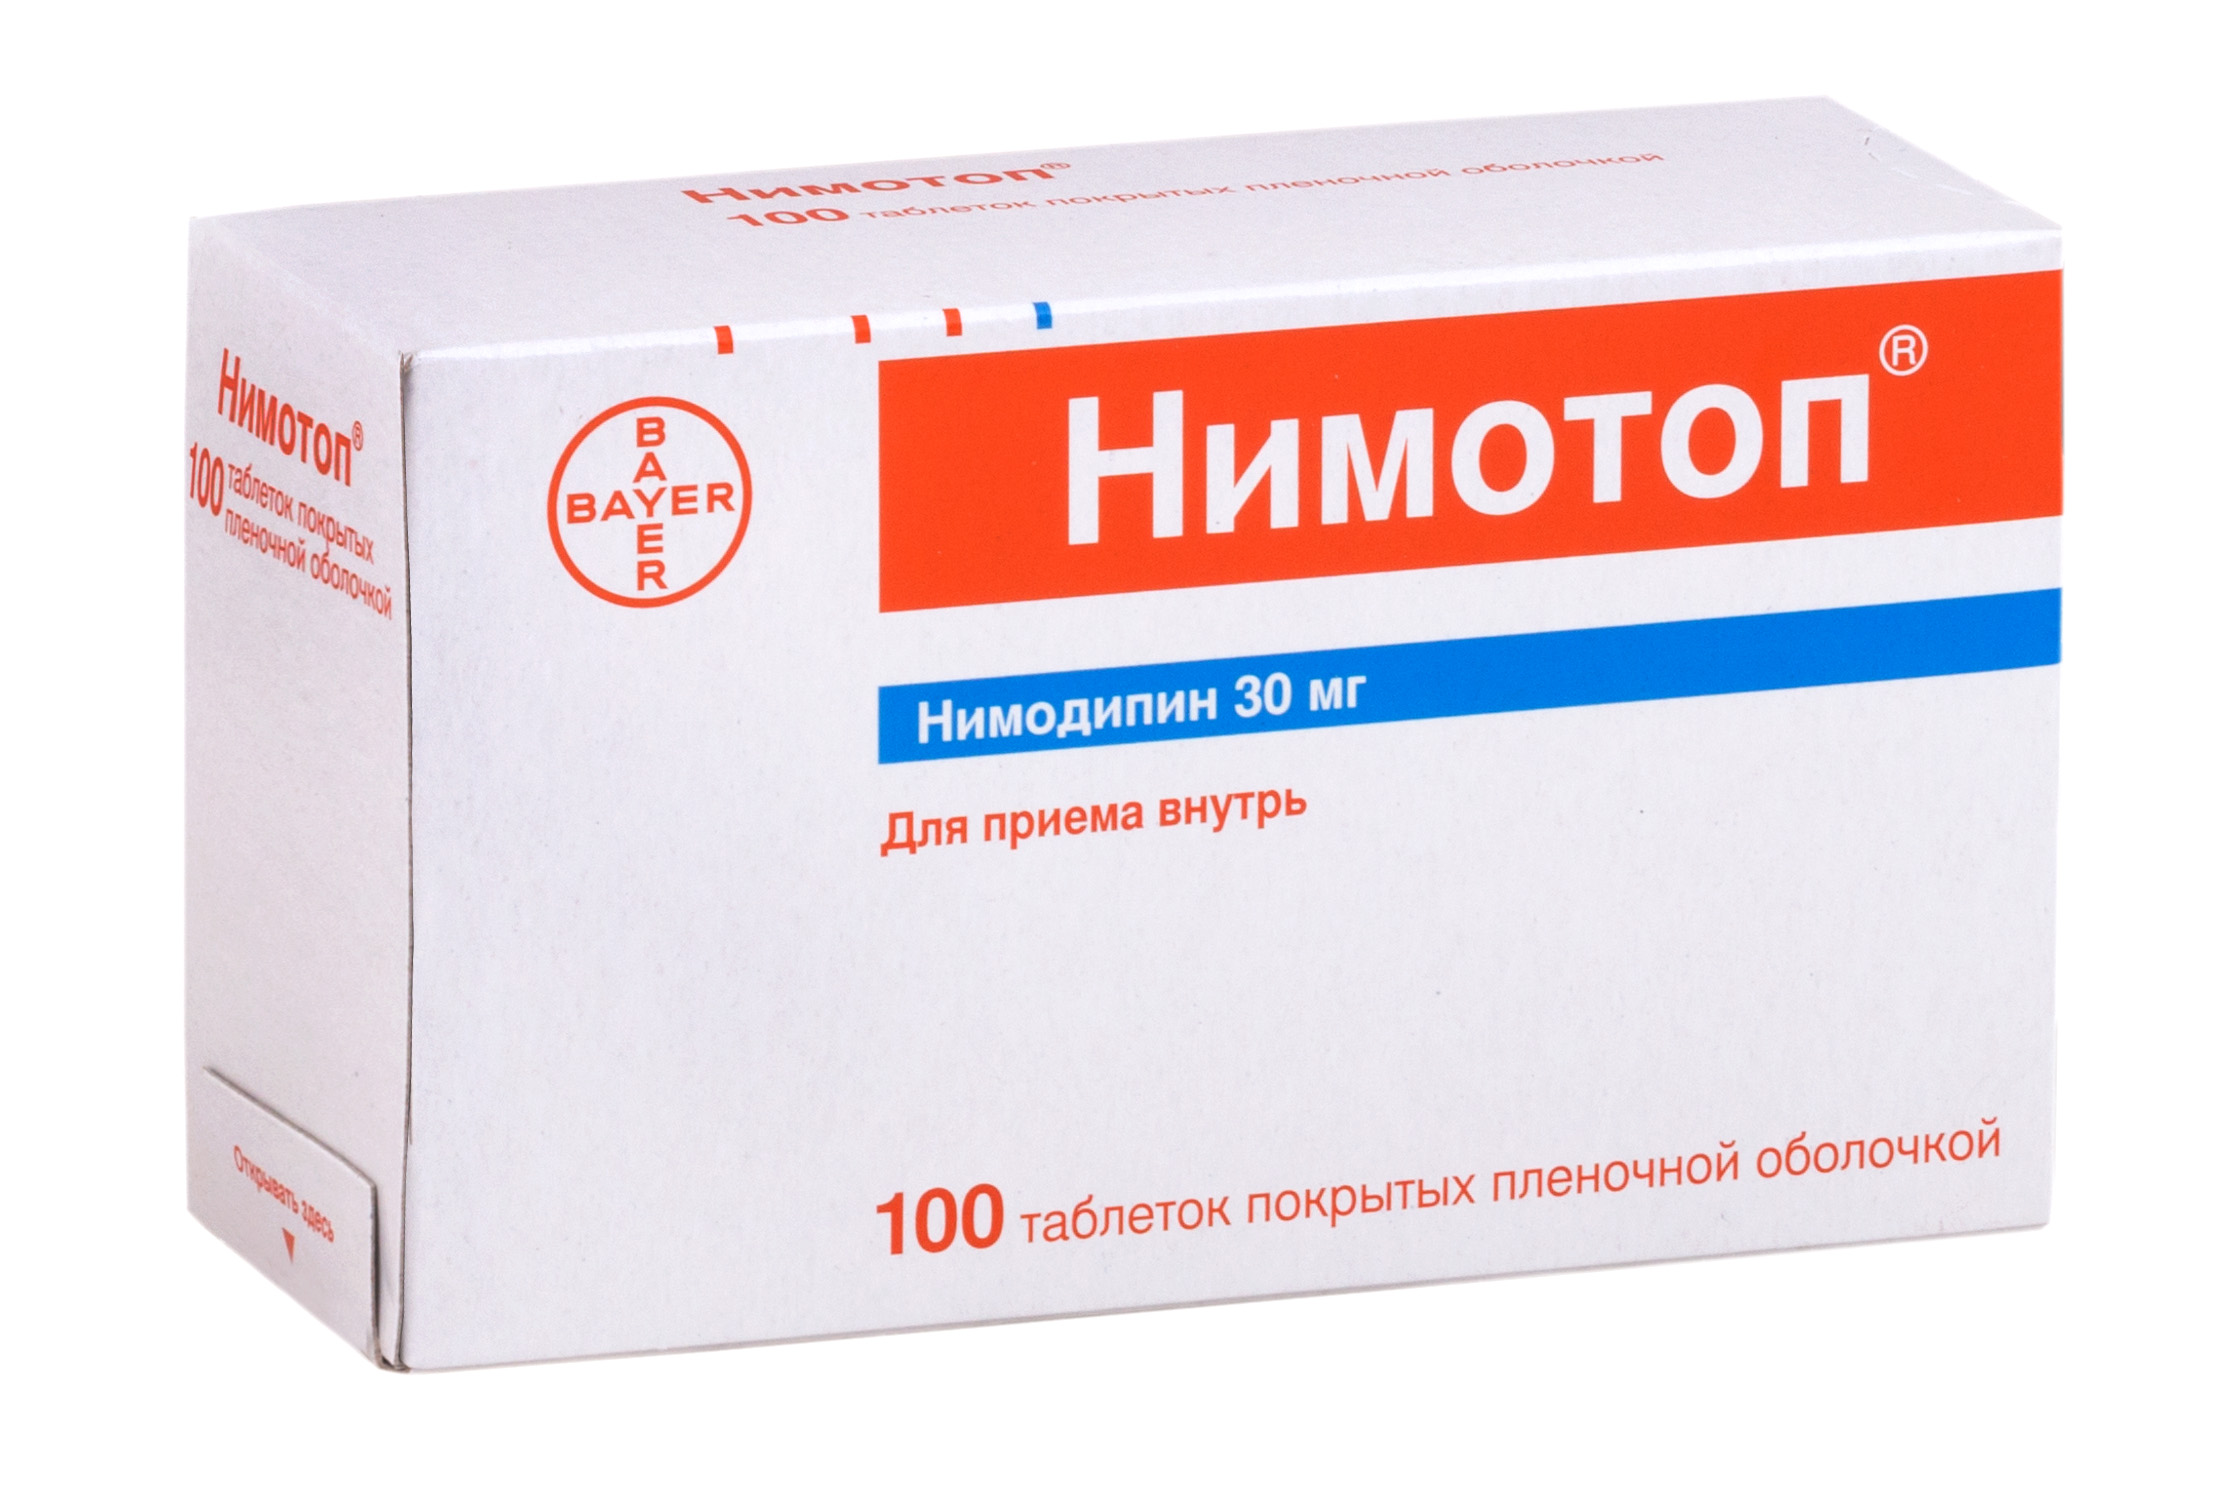 Нимотоп®
100 таблеток покрытых пленочной оболочкой
Нимотоп®
100 таблеток покрытых
пленочной оболочкой
Открывать здесь
BAYER
BAYER
Нимотоп®
Нимодипин 30 мг
Для приема внутрь
100 таблеток покрытых пленочной оболочкой